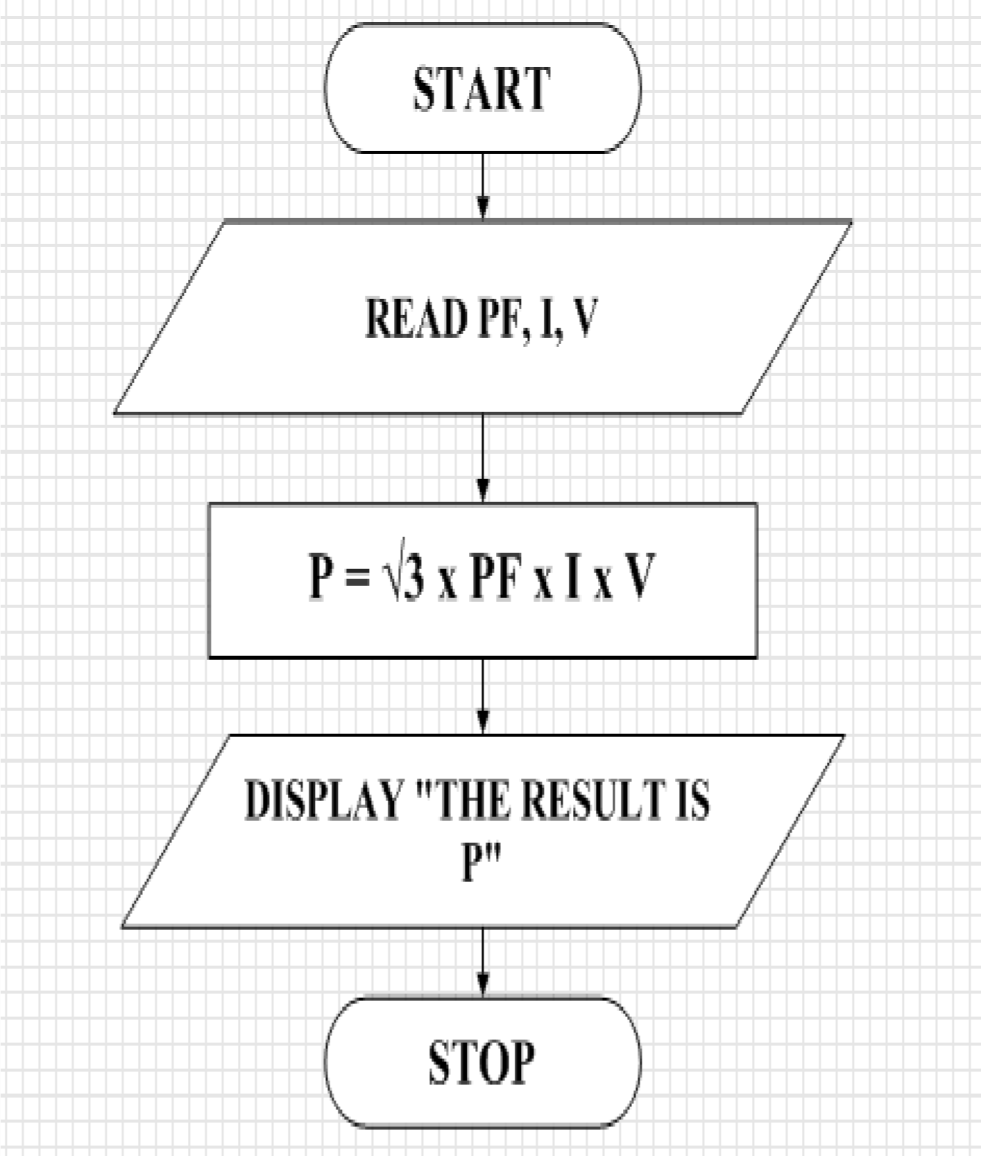 START
READ PF, I, V
P = √3 x PF x I x V
DISPLAY "THE RESULT IS
P"
STOP